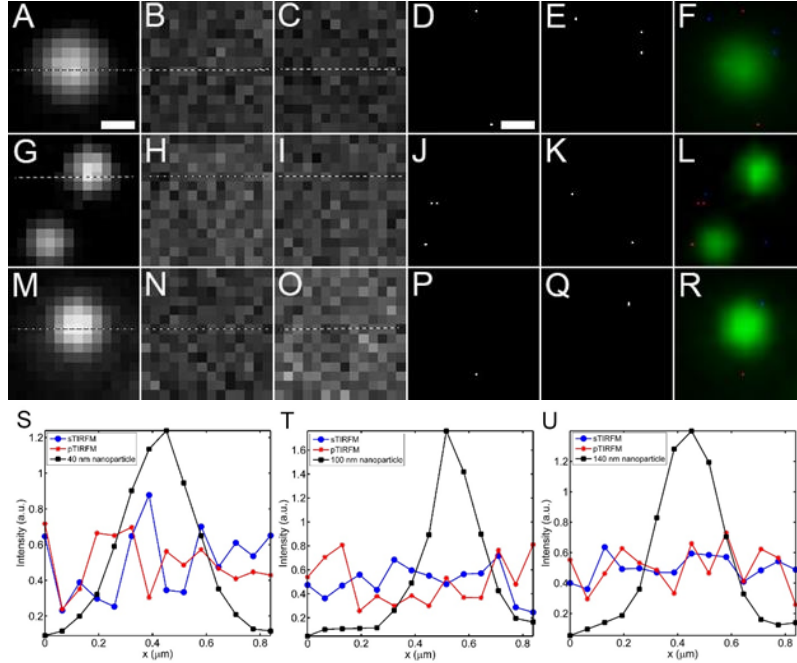 A B C D E F
G H I J K L
M N O P Q R
S T U
sTIRFM
pTIRFM
40 nm nanoparticle
sTIRFM
pTIRFM
100 nm nanoparticle
sTIRFM
pTIRFM
140 nm nanoparticle
Intensity (a.u.)
1.2
1
0.8
0.6
0.4
0.2
0 0.2 0.4 0.6 0.8
x (μm)
Intensity (a.u.)
1.6
1.4
1.2
1
0.8
0.6
0.4
0.2
0 0.2 0.4 0.6 0.8
x (μm)
Intensity (a.u.)
1.2
1
0.8
0.6
0.4
0.2
0 0.2 0.4 0.6 0.8
x (μm)